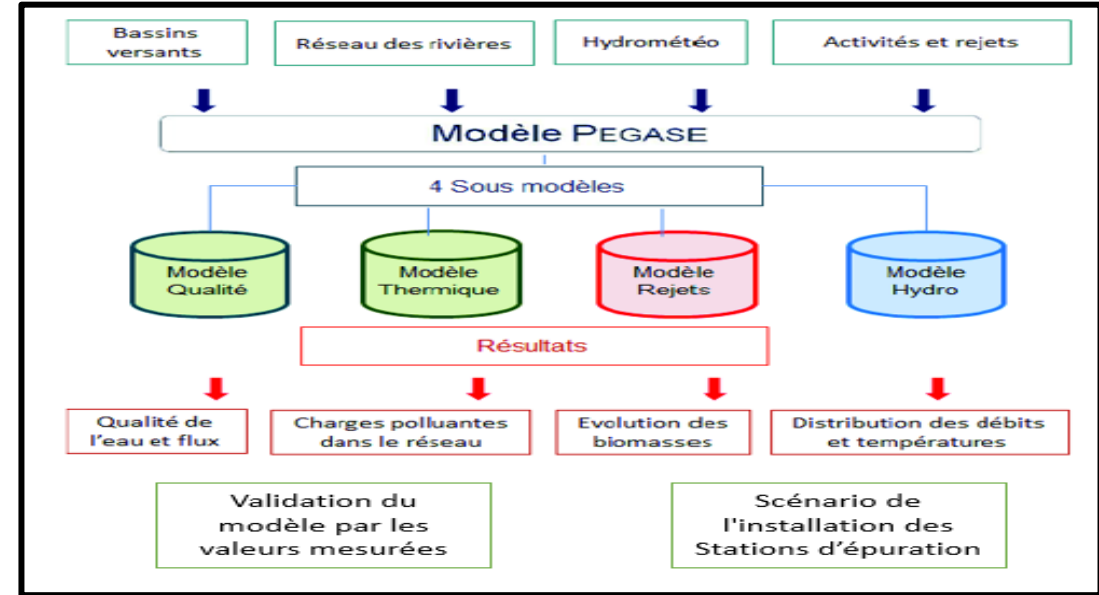 Bassins
versants
Réseau des rivières
Hydrométéo
Activités et rejets
Modèle PEGASE
4 Sous modèles
Modèle
Qualité
Modèle
Thermique
Modèle
Rejets
Modèle
Hydro
Résultats
Qualité de
l'eau et flux
Charges polluantes
dans le réseau
Evolution des
biomasses
Distribution des débits
et températures
Validation du
modèle par les
valeurs mesurées
Scénario de
l'installation des
Stations d'épuration